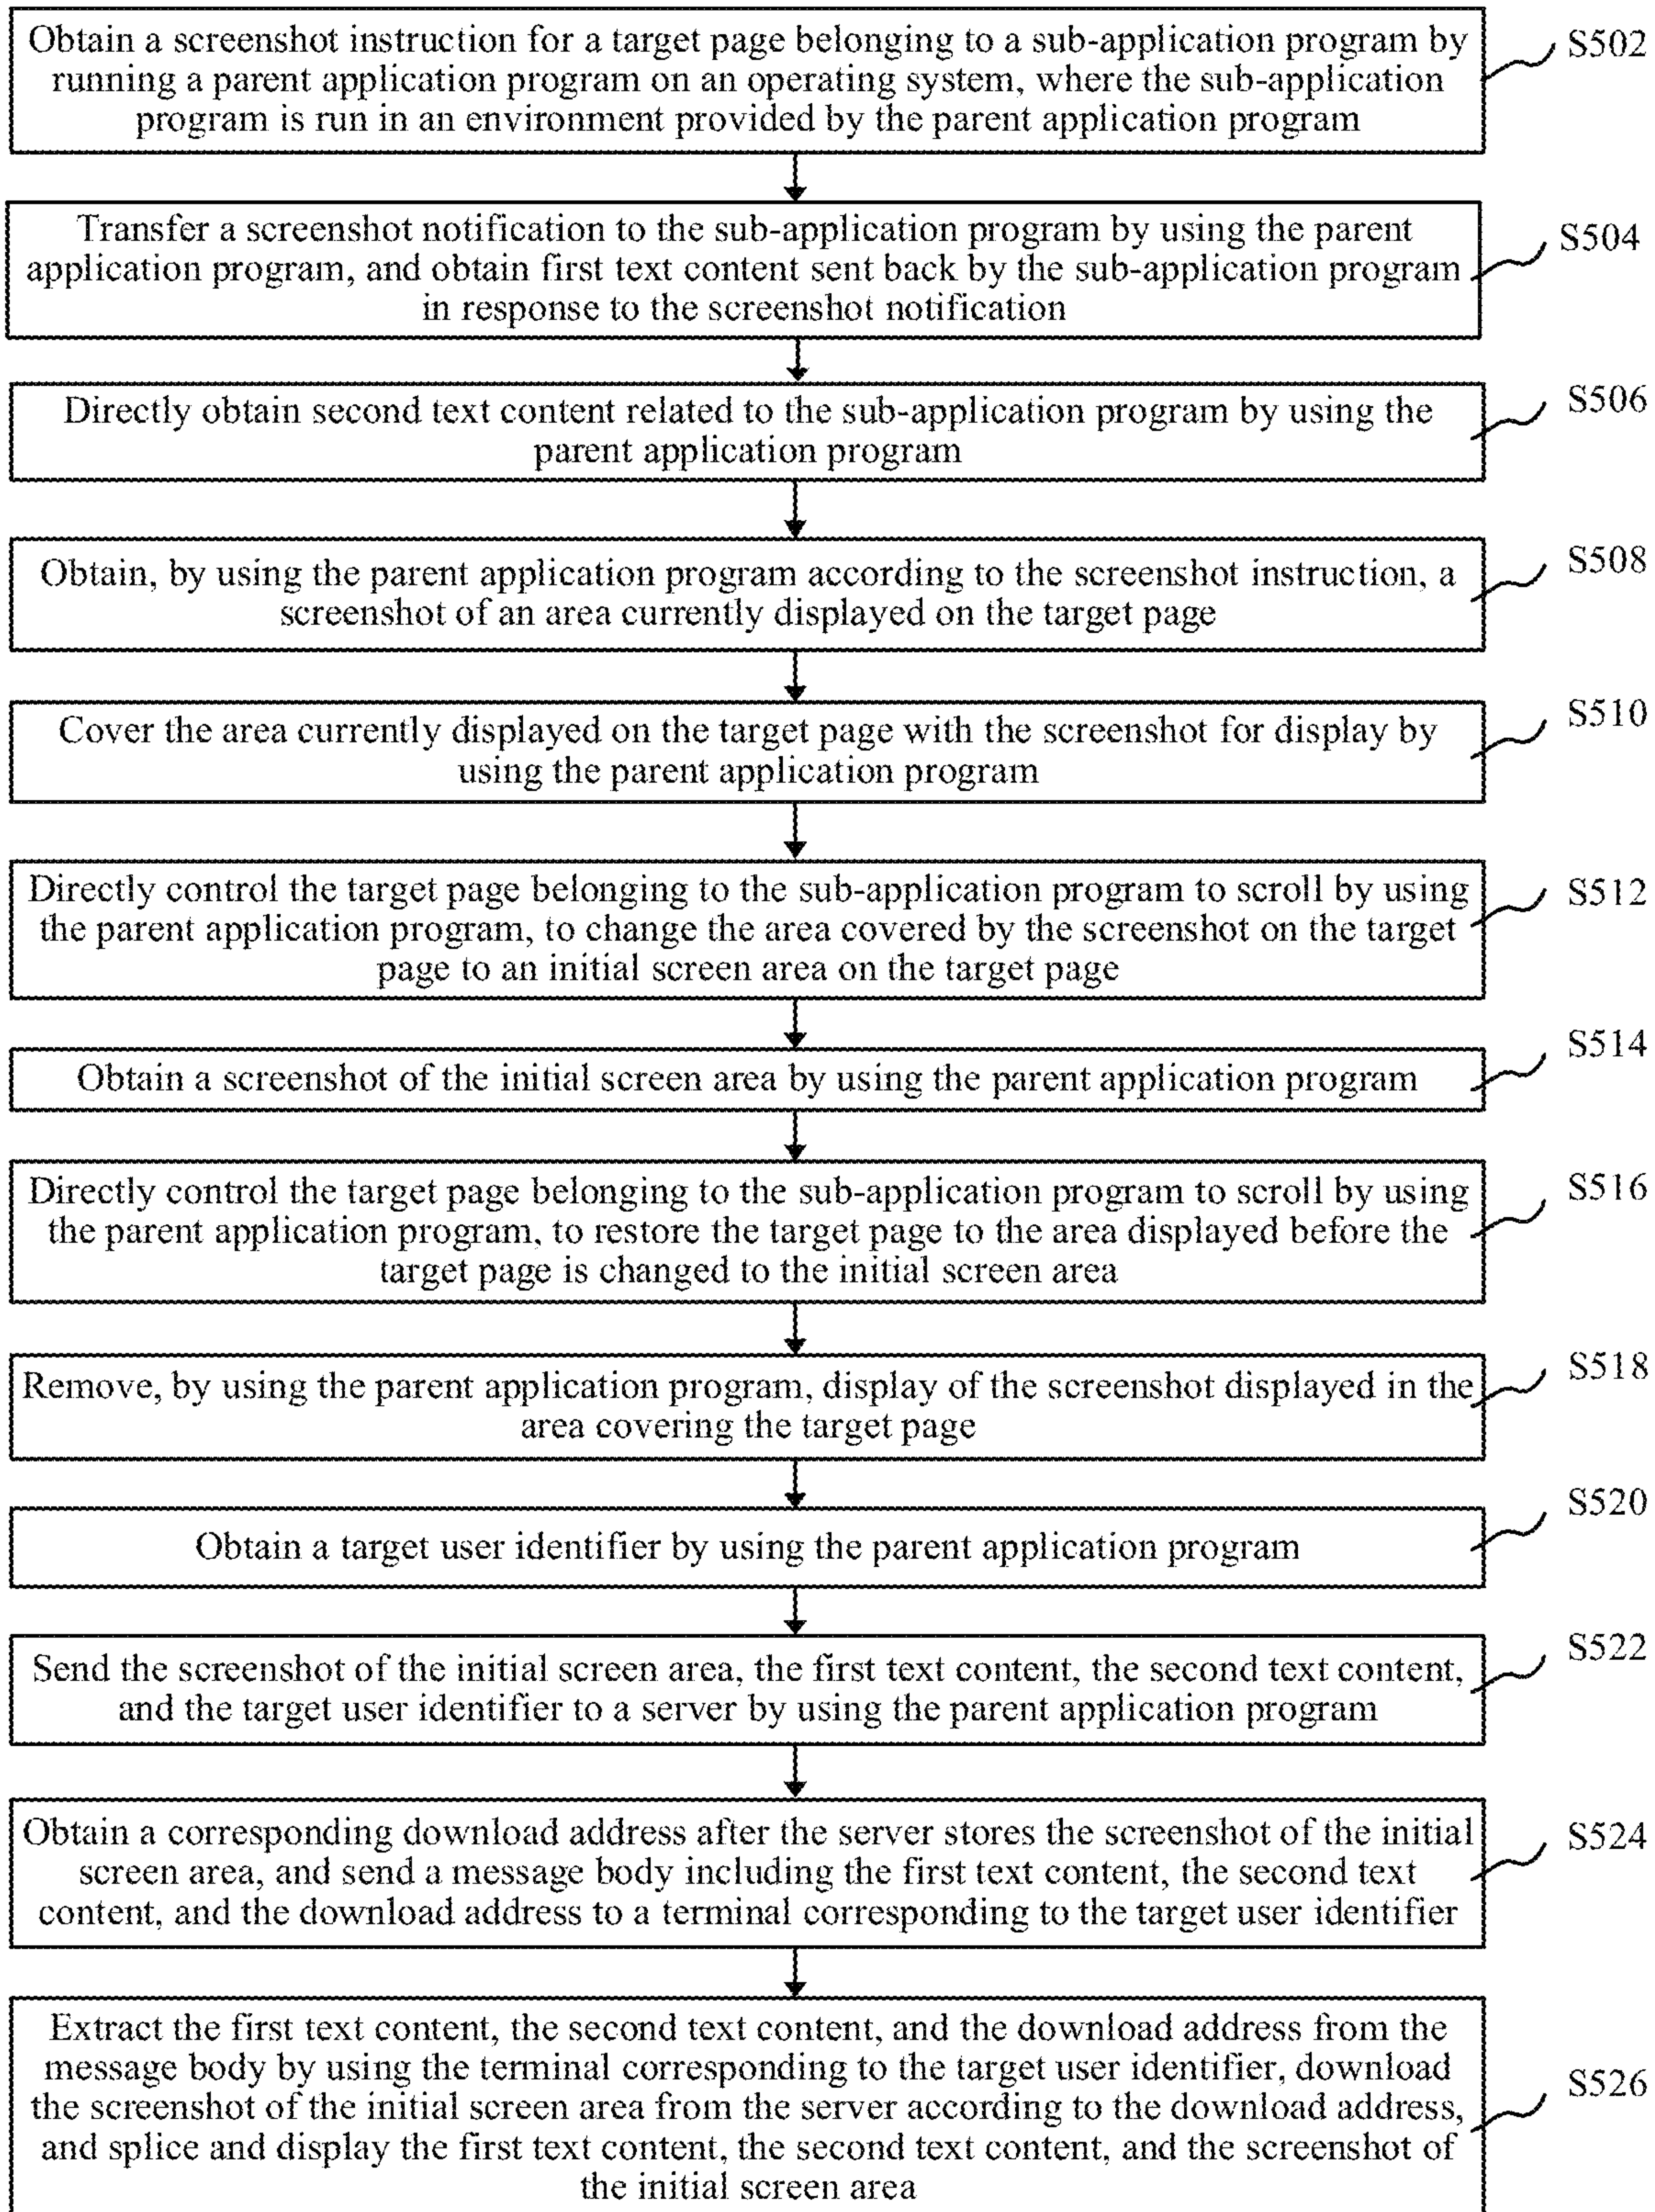 Obtain a screenshot instruction for a target page belonging to a sub-application program by
running a parent application program on an operating system, where the sub-application
program is run in an environment provided by the parent application program
S502
Transfer a screenshot notification to the sub-application program by using the parent
application program, and obtain first text content sent back by the sub-application program
in response to the screenshot notification
S504
Directly obtain second text content related to the sub-application program by using the
parent application program
S506
Obtain, by using the parent application program according to the screenshot instruction, a
screenshot of an area currently displayed on the target page
S508
Cover the area currently displayed on the target page with the screenshot for display by
using the parent application program
S510
Directly control the target page belonging to the sub-application program to scroll by using
the parent application program, to change the area covered by the screenshot on the target
page to an initial screen area on the target page
S512
Obtain a screenshot of the initial screen area by using the parent application program
S514
Directly control the target page belonging to the sub-application program to scroll by using
the parent application program, to restore the target page to the area displayed before the
target page is changed to the initial screen area
S516
Remove, by using the parent application program, display of the screenshot displayed in the
area covering the target page
S518
Obtain a target user identifier by using the parent application program
S520
Send the screenshot of the initial screen area, the first text content, the second text content,
and the target user identifier to a server by using the parent application program
S522
Obtain a corresponding download address after the server stores the screenshot of the initial
screen area, and send a message body including the first text content, the second text
content, and the download address to a terminal corresponding to the target user identifier
S524
Extract the first text content, the second text content, and the download address from the
message body by using the terminal corresponding to the target user identifier, download
the screenshot of the initial screen area from the server according to the download address,
and splice and display the first text content, the second text content, and the screenshot of
the initial screen area
S526